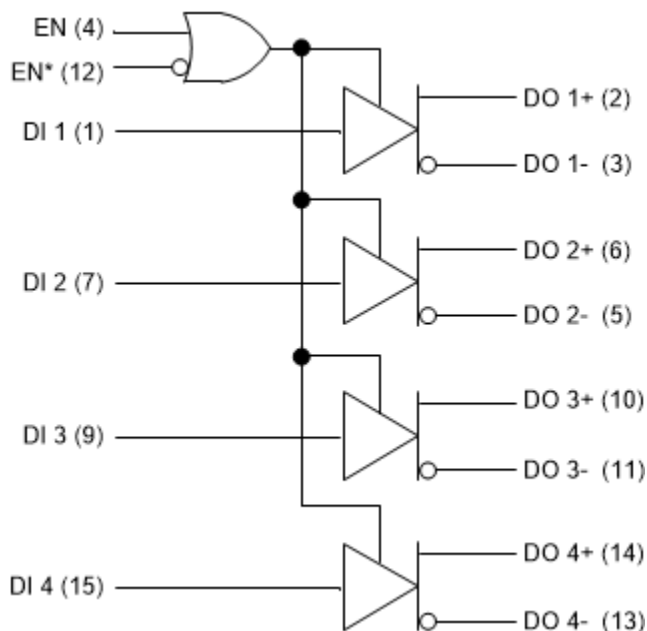 EN (4)
EN* (12)
DO 1+ (2)
DI 1 (1)
DO 1- (3)
DO 2+ (6)
DI 2 (7)
DO 2- (5)
DO 3+ (10)
DI 3 (9)
DO 3- (11)
DO 4+ (14)
DI 4 (15)
DO 4- (13)